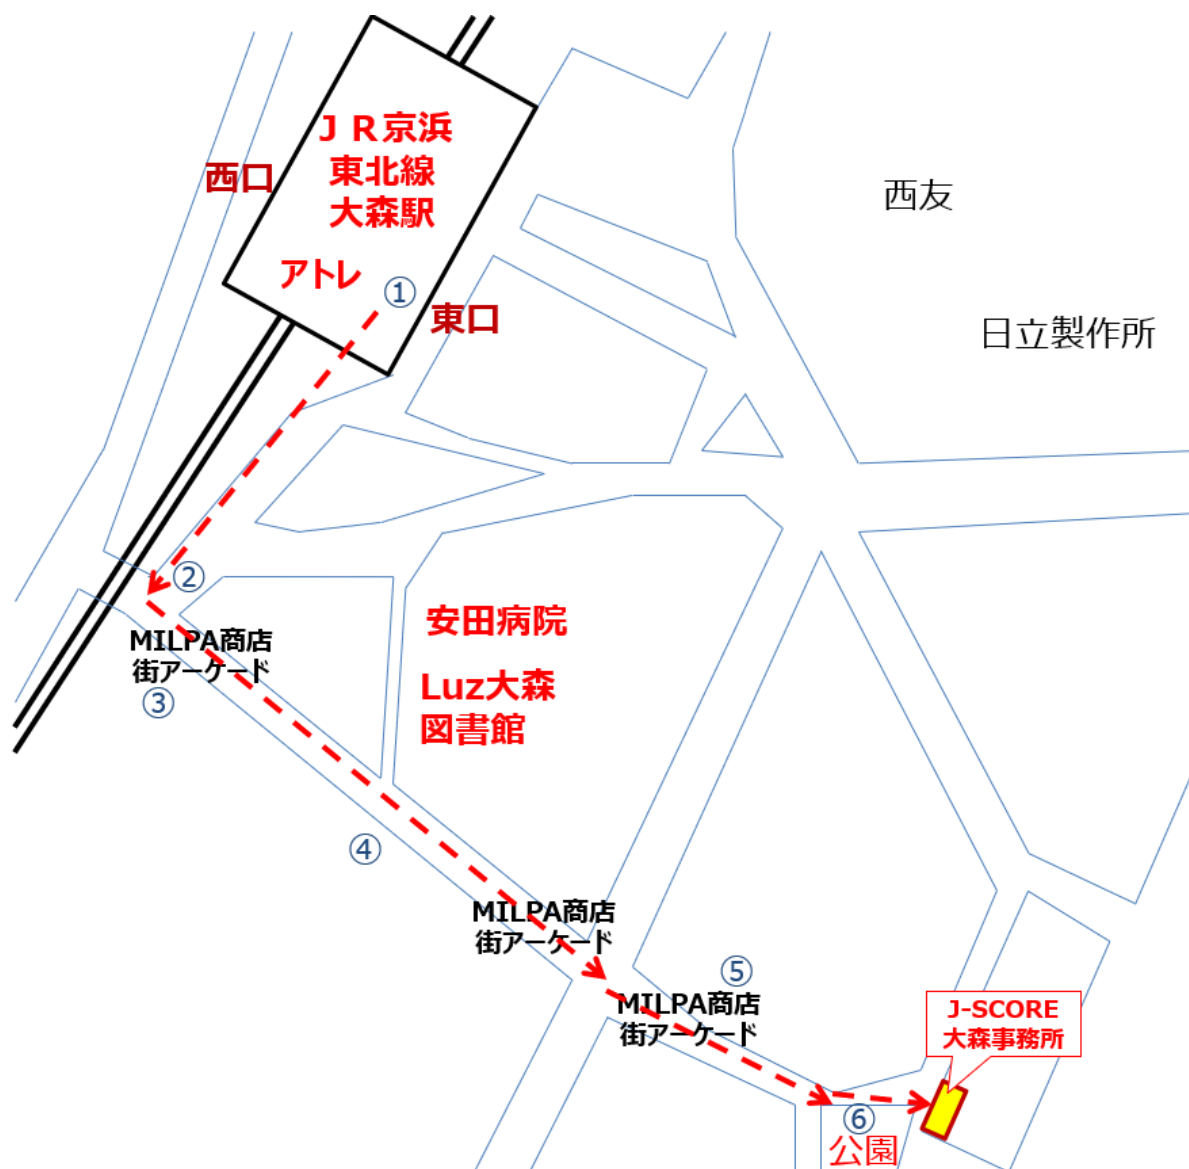 ＪＲ京浜
東北線
大森駅
西口
アトレ
①
東口
西友
日立製作所
②
安田病院
MILPA商店
街アーケード
③
Luz大森
図書館
④
MILPA商店
街アーケード
⑤
MILPA商店
街アーケード
J-SCORE
大森事務所
⑥
公園